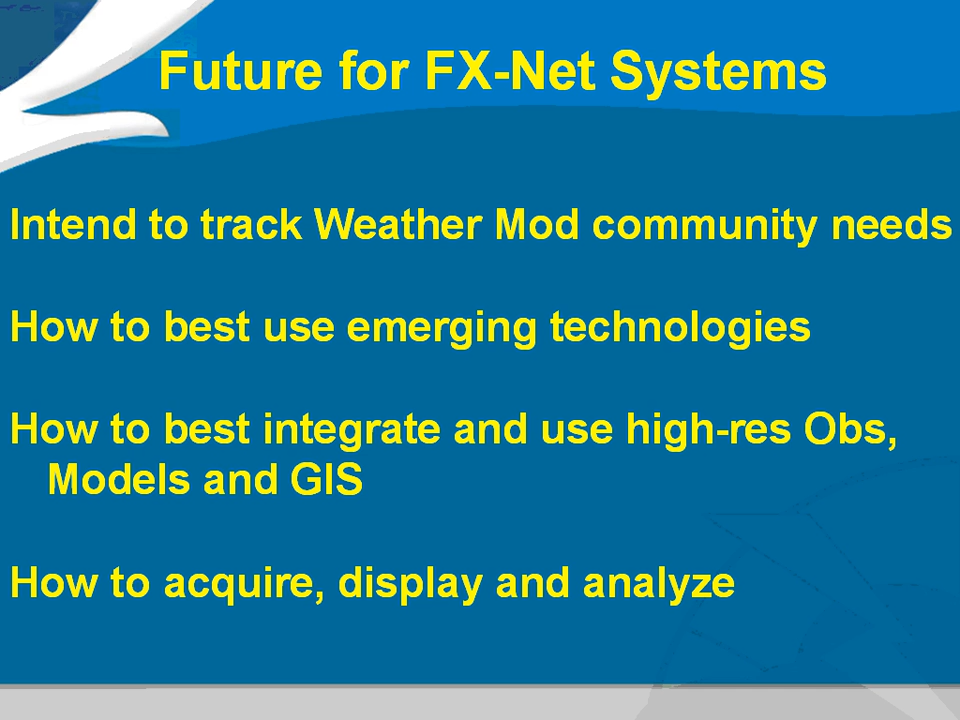 Future for FX-Net Systems
Intend to track Weather Mod community needs
How to best use emerging technologies
How to best integrate and use high-res Obs,
Models and GIS
How to acquire, display and analyze